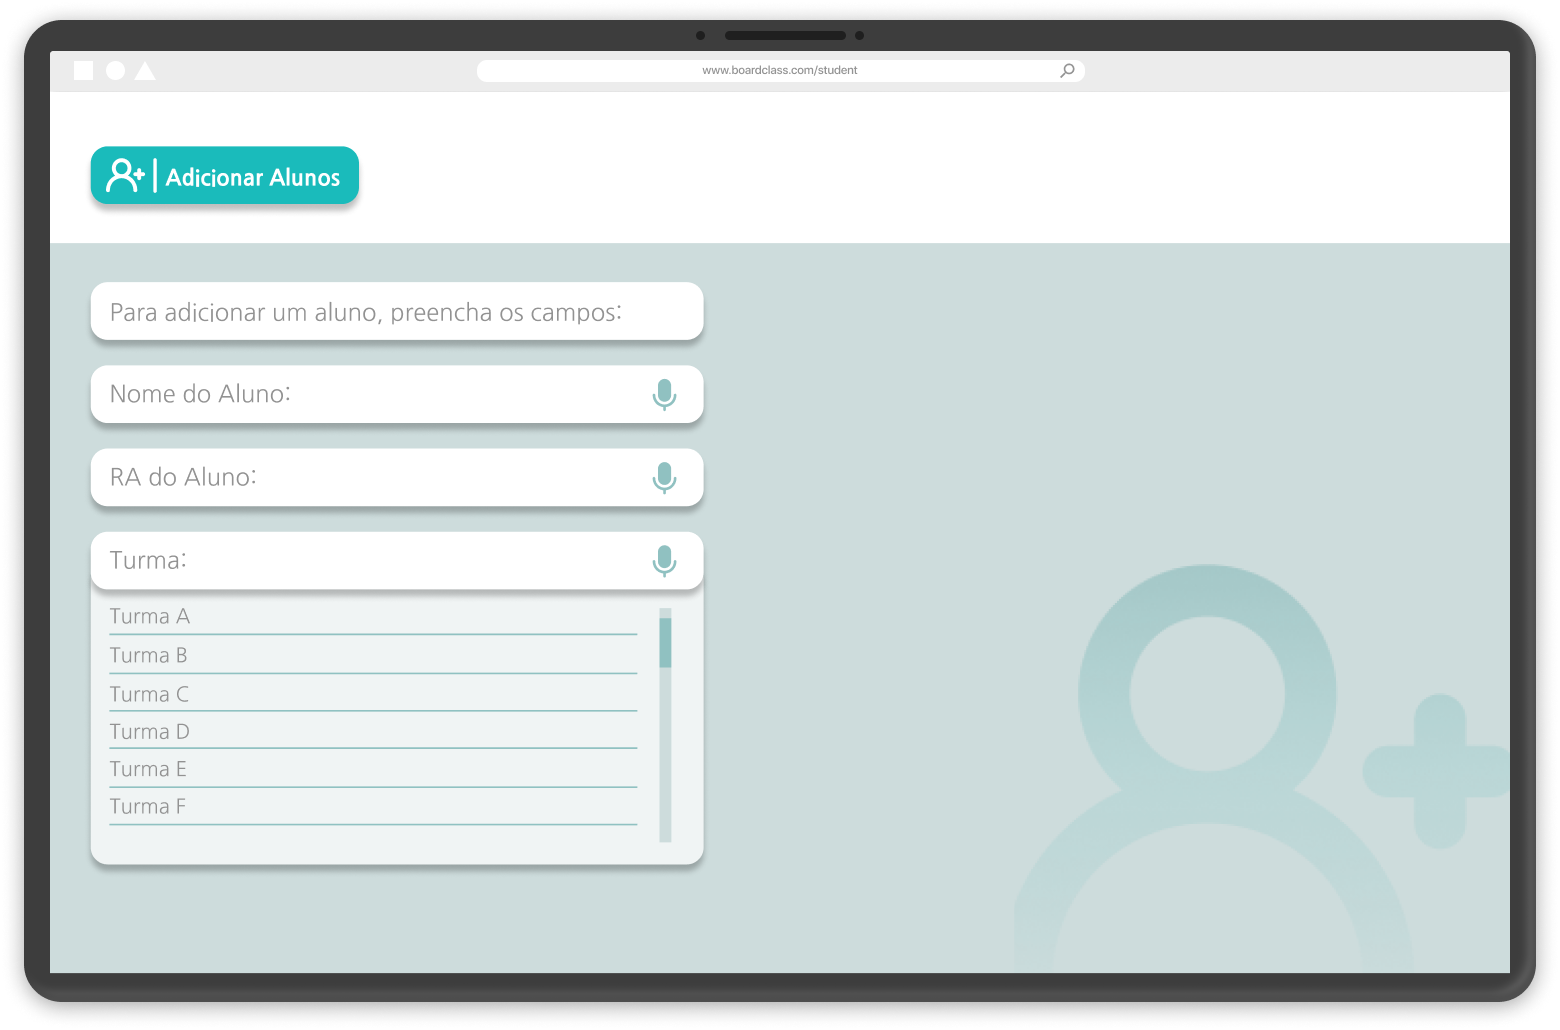 www.boardclass.com/student
Adicionar Alunos
Para adicionar um aluno, preencha os campos:
Nome do Aluno:
RA do Aluno:
Turma:
Turma A
Turma B
Turma C
Turma D
Turma E
Turma F